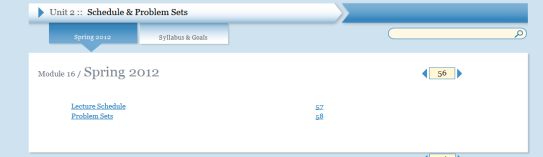 Unit 2 :: Schedule & Problem Sets
Spring 2012
Syllabus & Goals
Module 16 / Spring 2012
56
Lecture Schedule 57
Problem Sets 58